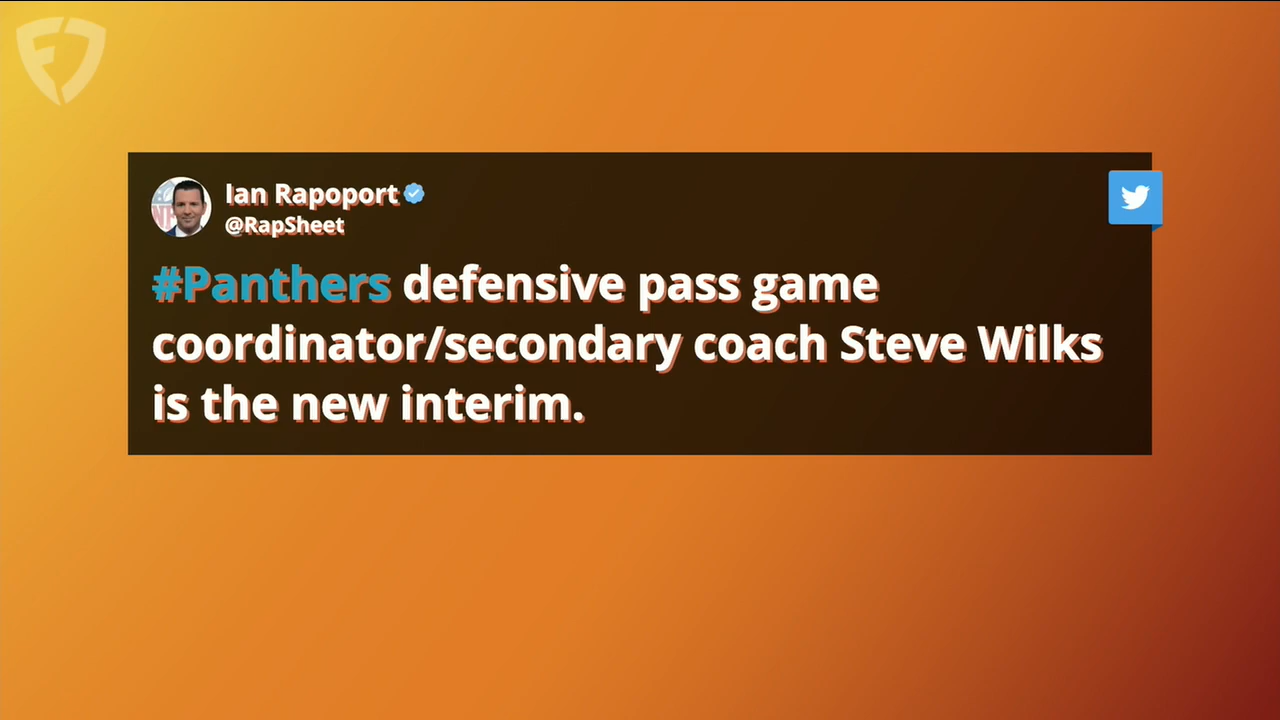 Ian Rapoport
@RapSheet
#Panthers defensive pass game
coordinator/secondary coach Steve Wilks
is the new interim.